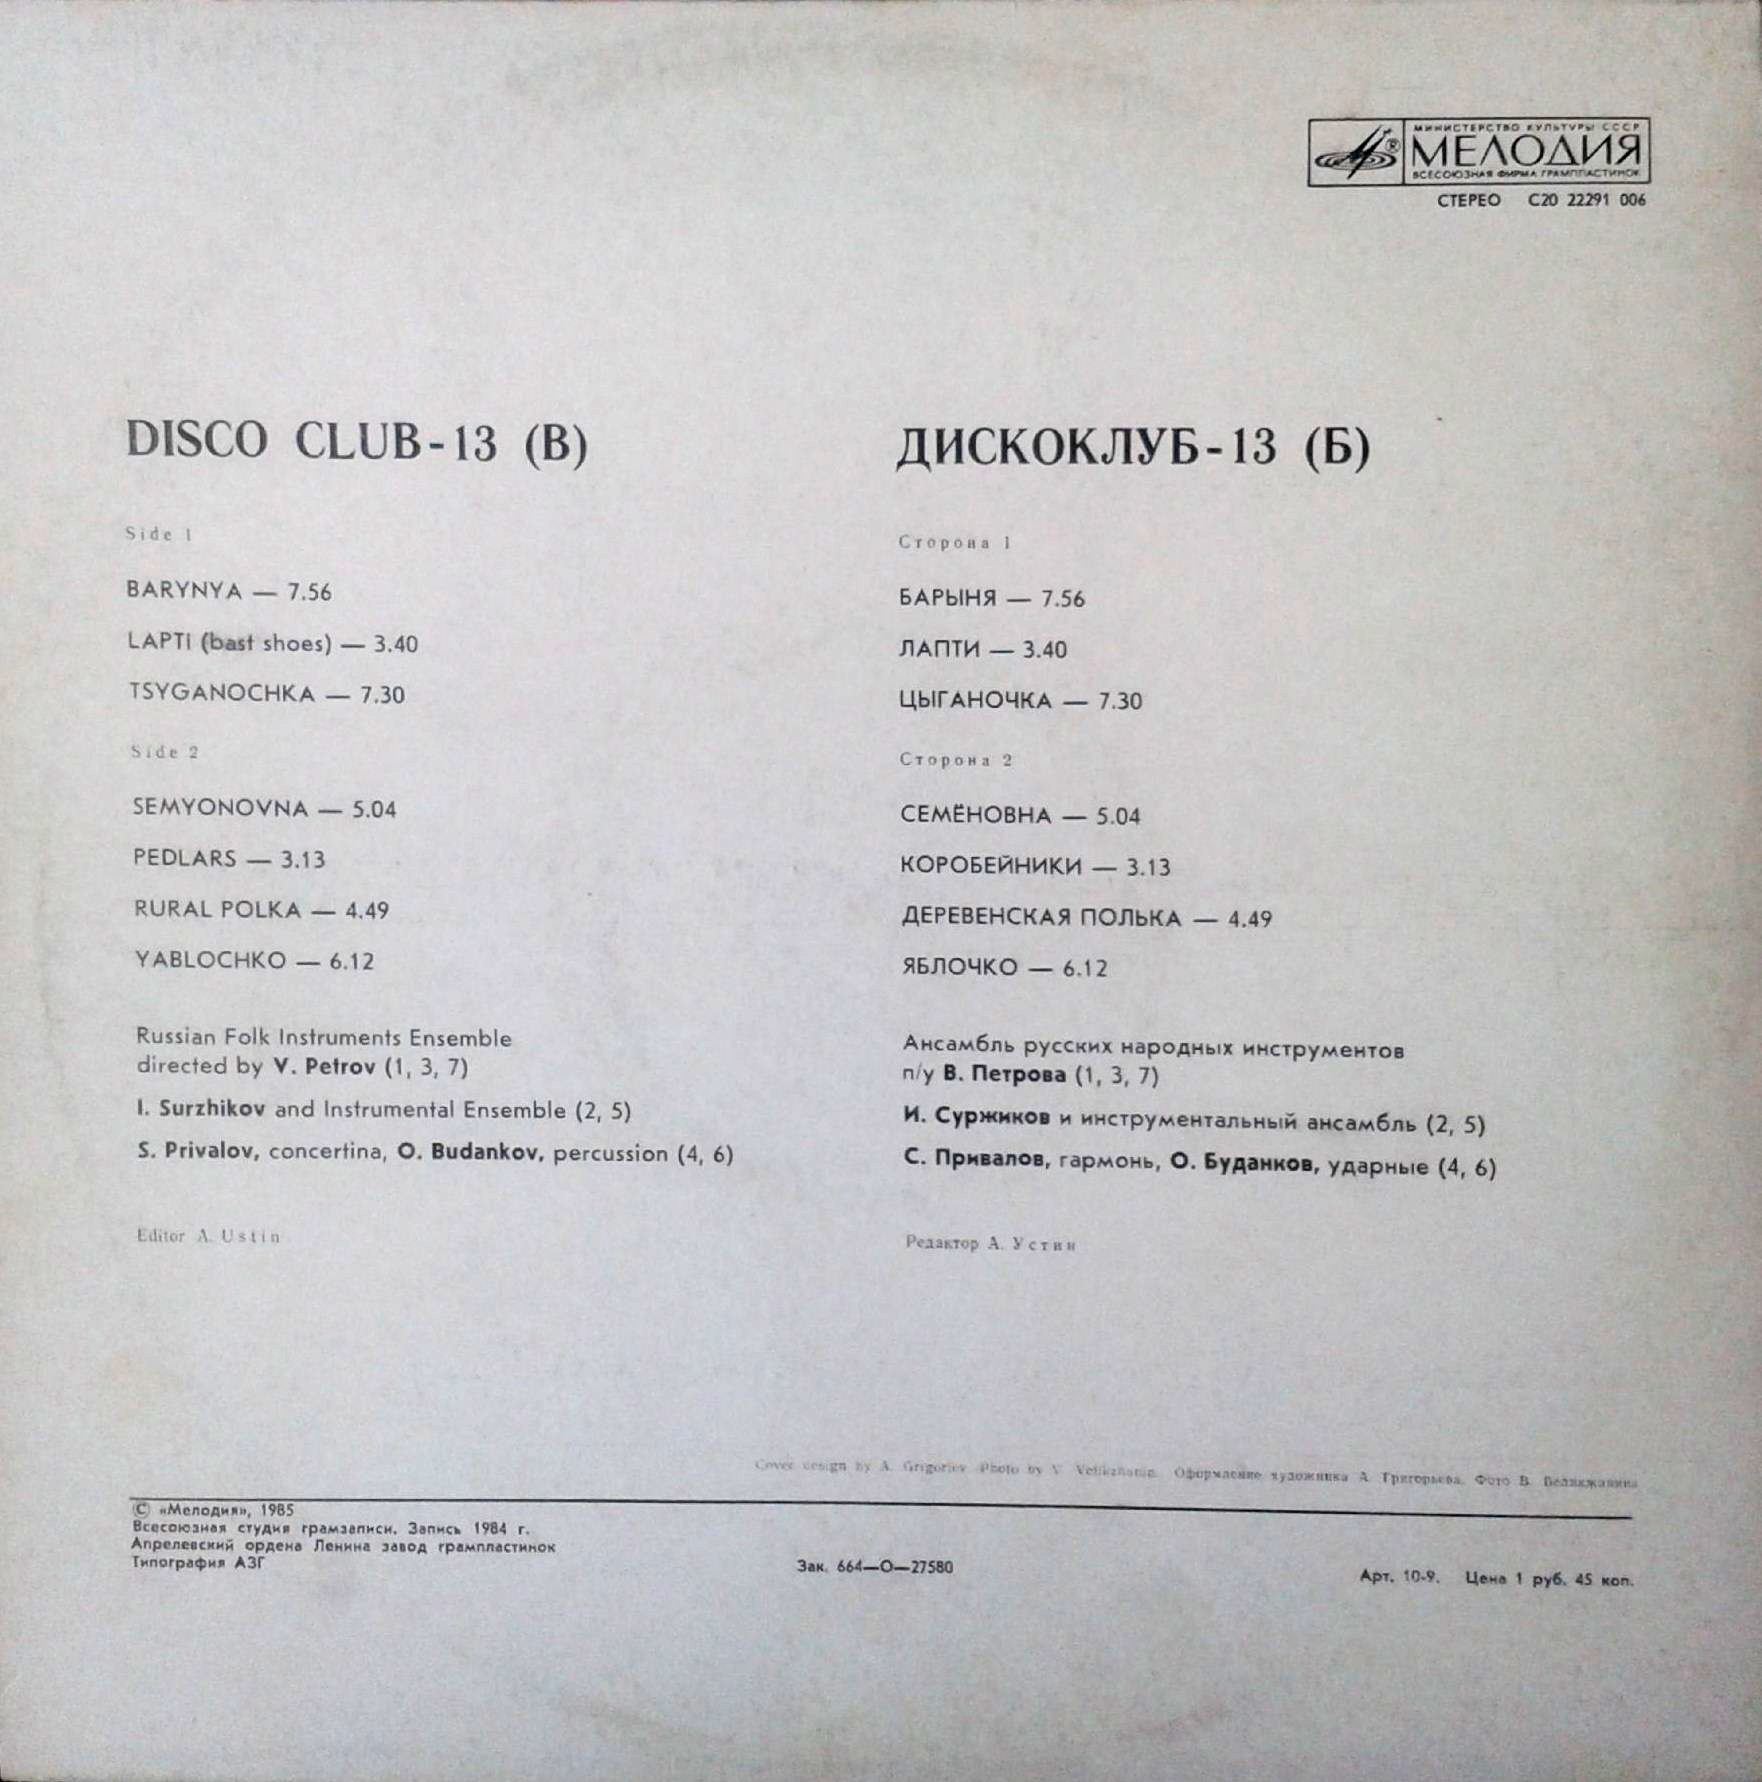 МИНИСТЕРСТВО КУЛЬТУРЫ СССР
МЕЛОДИЯ
ВСЕСОЮЗНАЯ ФИРМА ГРАМПЛАСТИНОК
СТЕРЕО C20 22291 006
DISCO CLUB-13 (B)
Side 1
BARYNYA — 7.56
LAPTI (bast shoes) — 3.40
TSYGANOCHKA — 7.30
Side 2
SEMYONOVNA — 5.04
PEDLARS — 3.13
RURAL POLKA — 4.49
YABLOCHKO — 6.12
Russian Folk Instruments Ensemble
directed by V. Petrov (1, 3, 7)
I. Surzhikov and Instrumental Ensemble (2, 5)
S. Privalov, concertina, O. Budankov, percussion (4, 6)
Editor A. Ustin
ДИСКОКЛУБ-13 (Б)
Сторона 1
БАРЫНЯ — 7.56
ЛАПТИ — 3.40
ЦЫГАНОЧКА — 7.30
Сторона 2
СЕМЁНОВНА — 5.04
КОРОБЕЙНИКИ — 3.13
ДЕРЕВЕНСКАЯ ПОЛЬКА — 4.49
ЯБЛОЧКО — 6.12
Ансамбль русских народных инструментов
п/у В. Петрова (1, 3, 7)
И. Суржиков и инструментальный ансамбль (2, 5)
С. Привалов, гармонь, О. Буданков, ударные (4, 6)
Редактор А. Устин
Cover design by A. Grigoriev. Photo by V. Velikzhanin. Оформление художника А. Григорьева. Фото В. Великжанина
© «Мелодия», 1985
Всесоюзная студия грамзаписи. Запись 1984 г.
Апрелевский ордена Ленина завод грампластинок
Типография АЗГ
Зак. 664—О—27580
Арт. 10-9. Цена 1 руб. 45 коп.